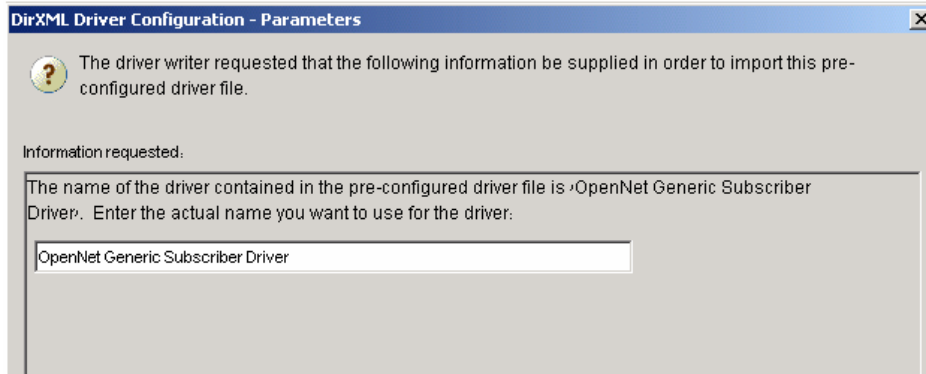 DirXML Driver Configuration - Parameters
The driver writer requested that the following information be supplied in order to import this pre-
configured driver file.
Information requested:
The name of the driver contained in the pre-configured driver file is 'OpenNet Generic Subscriber
Driver'. Enter the actual name you want to use for the driver:
OpenNet Generic Subscriber Driver